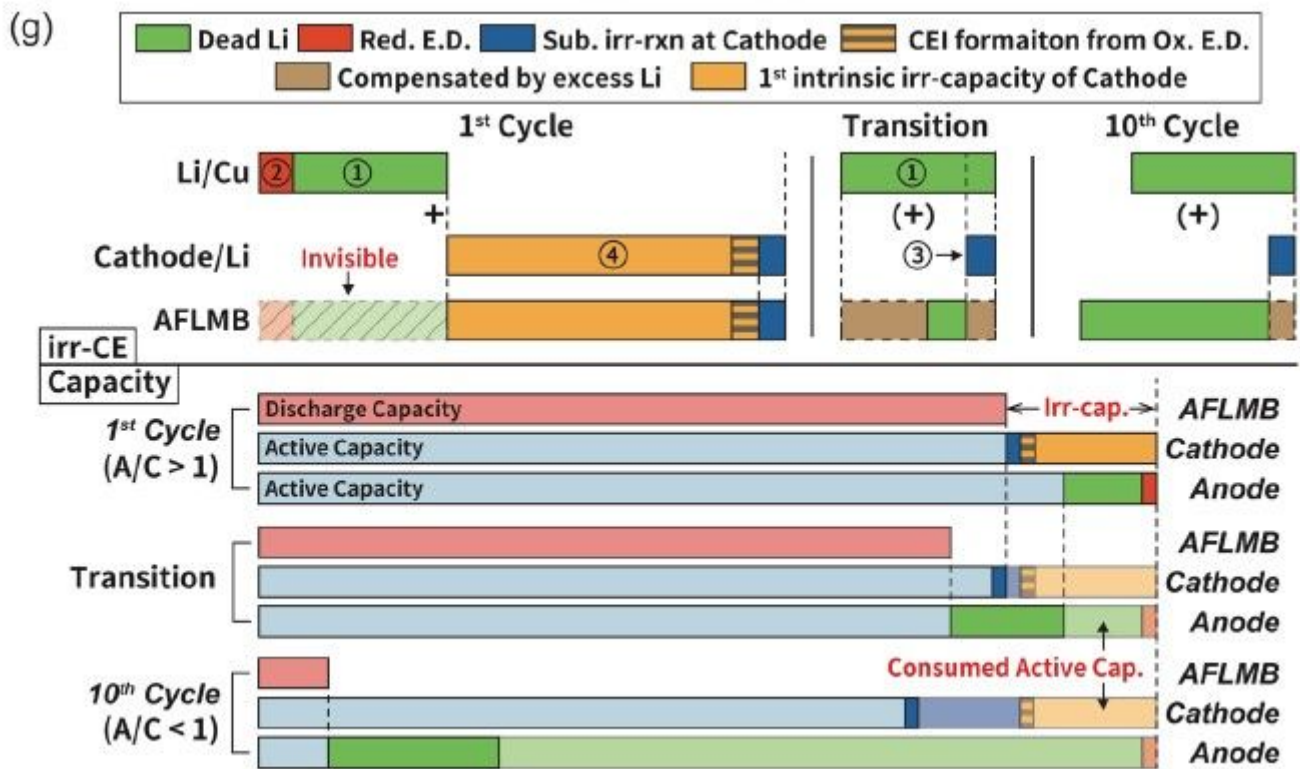 (g)
Dead Li Red. E.D. Sub. irr-rxn at Cathode CEI formaiton from Ox. E.D.
Compensated by excess Li 1st intrinsic irr-capacity of Cathode
1st Cycle Transition 10th Cycle
Li/Cu ② ① ①
+ (+) (+)
Cathode/Li Invisible ④ ③
AFLMB
irr-CE
Capacity
1st Cycle
(A/C > 1)
Discharge Capacity Irr-cap. AFLMB
Active Capacity Cathode
Active Capacity Anode
Transition
AFLMB
Cathode
Anode
Consumed Active Cap.
10th Cycle
(A/C < 1)
AFLMB
Cathode
Anode